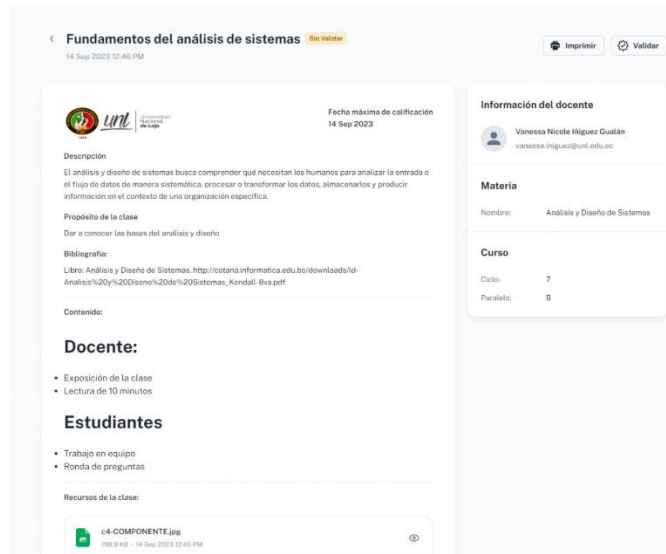 Fundamentos del análisis de sistemas Sin Validar
14 Sep 2023 12:46 PM
Imprimir
Validar
unl Universidad
Nacional
de Loja
Fecha máxima de calificación
14 Sep 2023
Descripción
El análisis y diseño de sistemas busca comprender qué necesitan los humanos para analizar la entrada o
el flujo de datos de manera sistemática, procesar o transformar los datos, almacenarlos y producir
información en el contexto de una organización específica.
Propósito de la clase
Dar a conocer las bases del análisis y diseño
Bibliografía:
Libro: Análisis y Diseño de Sistemas. http://cotana.informatica.edu.bo/downloads/ld-
Analisis%20y%20Diseno%20de%20Sistemas_Kendall-8va.pdf
Contenido:
Docente:
• Exposición de la clase
• Lectura de 10 minutos
Estudiantes
• Trabajo en equipo
• Ronda de preguntas
Recursos de la clase:
c4-COMPONENTE.jpg
198.9 KB - 14 Sep 2023 12:46 PM
Información del docente
Vanessa Nicole Iñiguez Gualán
vanessa.iniguez@unl.edu.ec
Materia
Nombre: Análisis y Diseño de Sistemas
Curso
Ciclo: 7
Paralelo: B